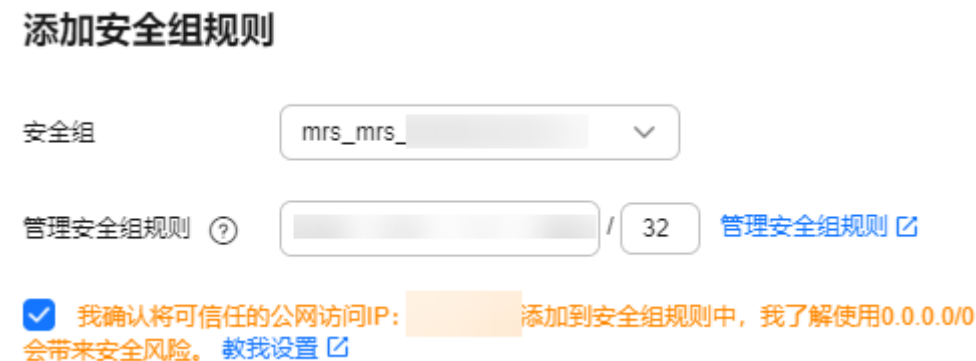 添加安全组规则
安全组 mrs_mrs_
管理安全组规则 ? / 32 管理安全组规则
我确认将可信任的公网访问IP: 添加到安全组规则中，我了解使用0.0.0.0/0
会带来安全风险。 教我设置